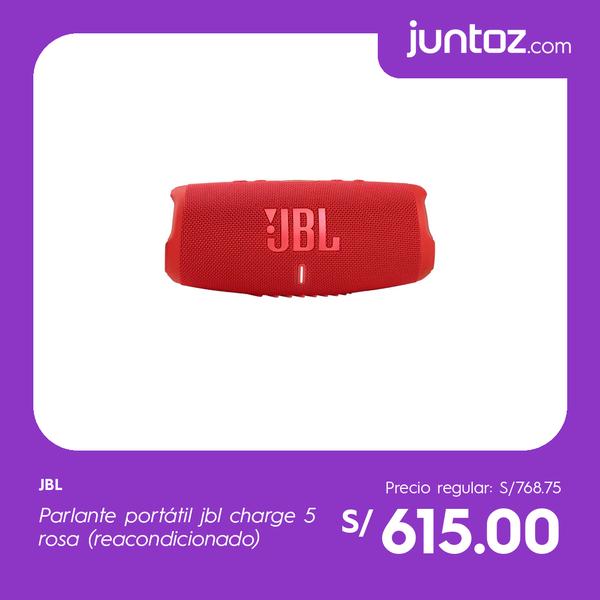 juntoz.com
JBL
JBL
Parlante portátil jbl charge 5
rosa (reacondicionado)
Precio regular: S/768.75
S/ 615.00